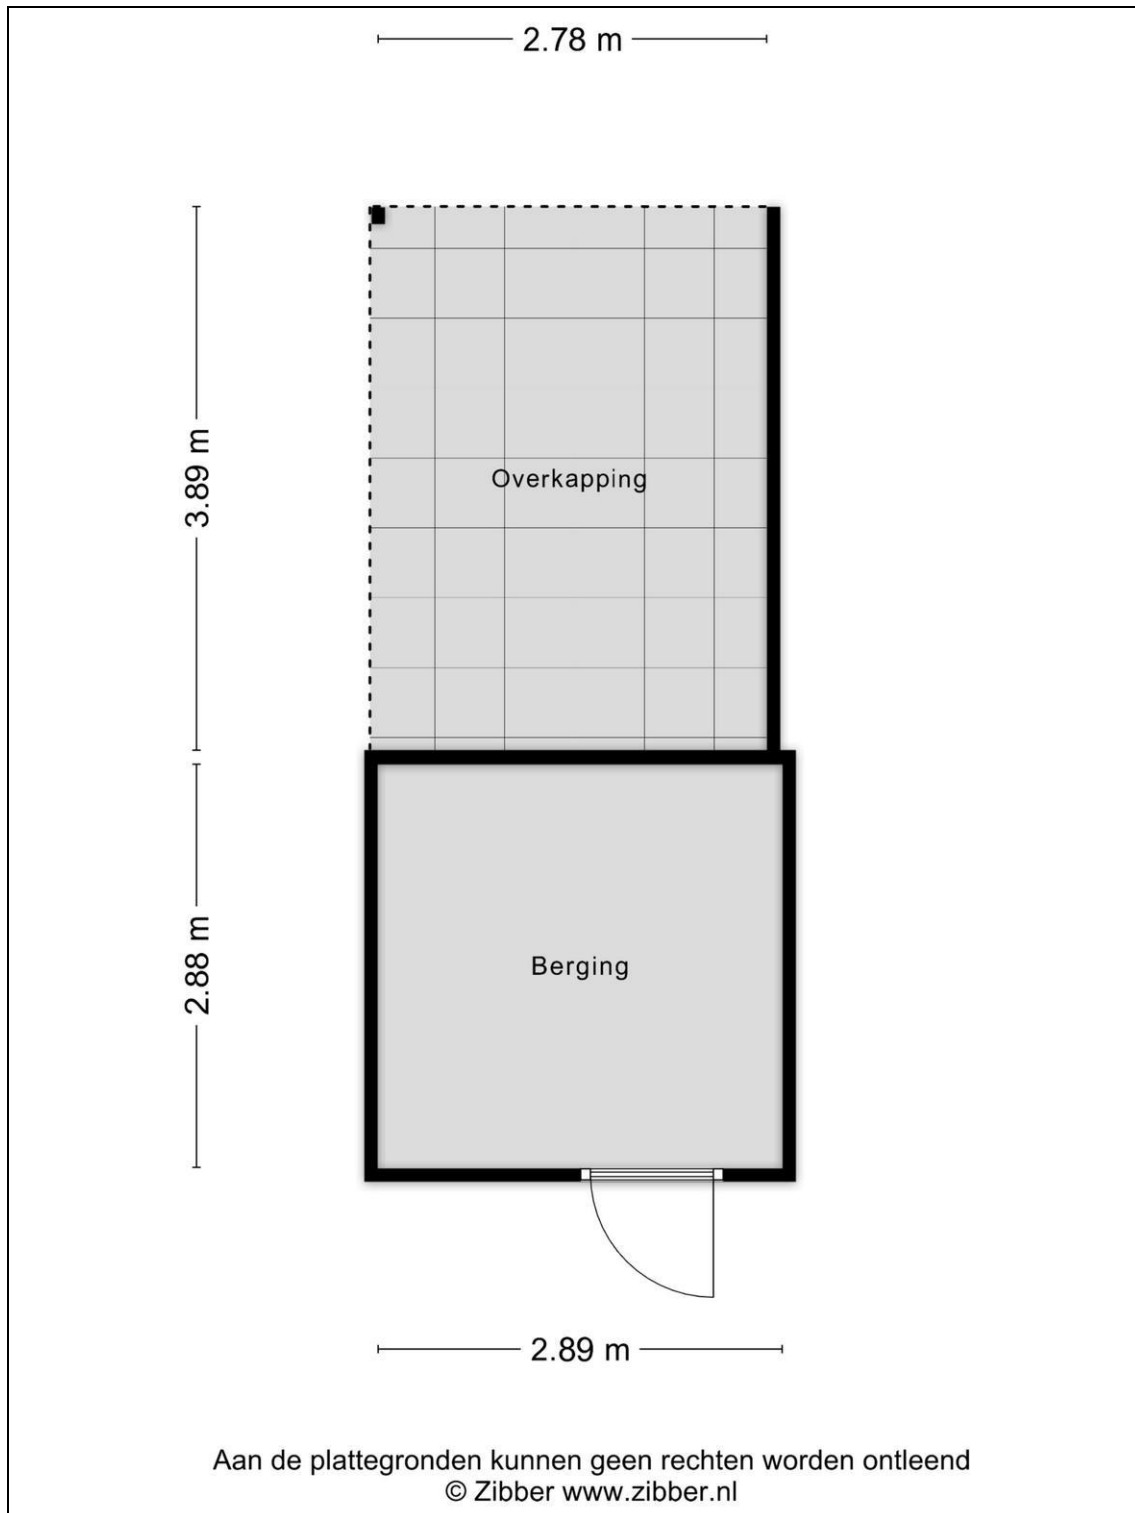 2.78 m
3.89 m
Overkapping
2.88 m
Berging
2.89 m
Aan de plattegronden kunnen geen rechten worden ontleend
© Zibber www.zibber.nl